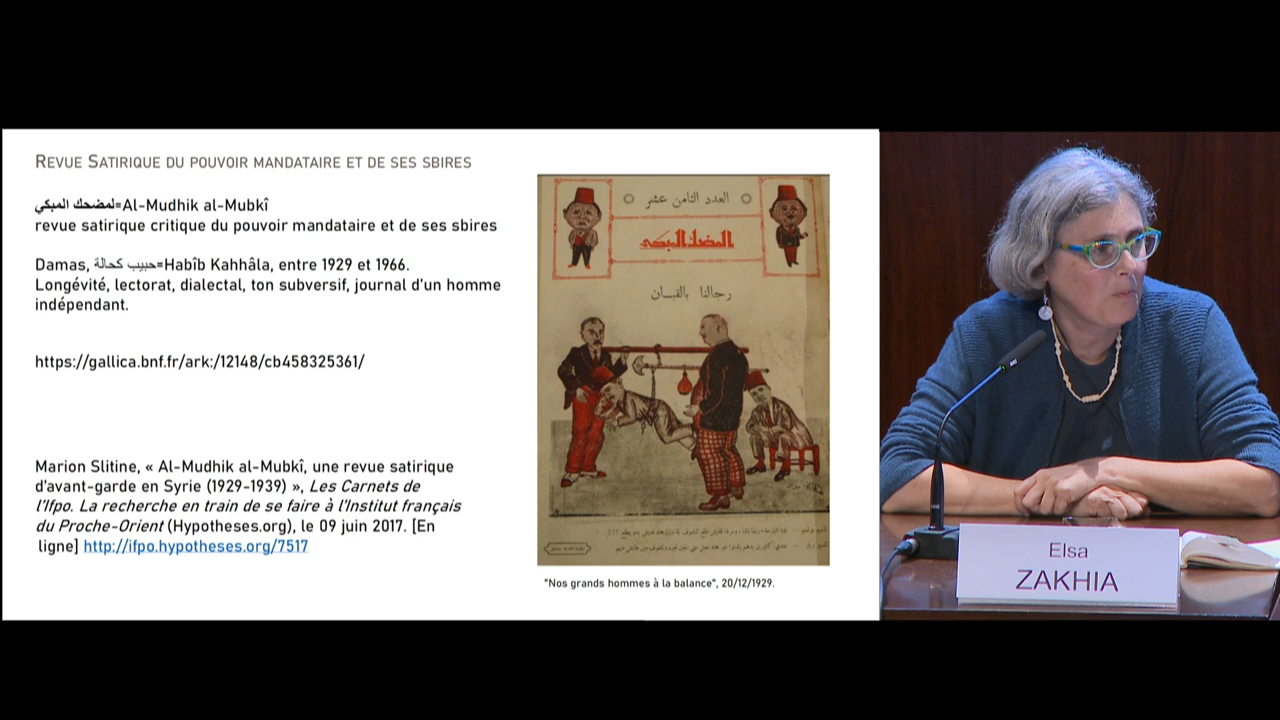 REVUE SATIRIQUE DU POUVOIR MANDATAIRE ET DE SES SBIRES
لمضحك المبكي=Al-Mudhik al-Mubkî
revue satirique critique du pouvoir mandataire et de ses sbires
Damas, حبيب كحالة=Habîb Kahhâla, entre 1929 et 1966.
Longévité, lectorat, dialectal, ton subversif, journal d’un homme
indépendant.
https://gallica.bnf.fr/ark:/12148/cb458325361/
Marion Slitine, « Al-Mudhik al-Mubkî, une revue satirique
d’avant-garde en Syrie (1929-1939) », Les Carnets de
l’Ifpo. La recherche en train de se faire à l’Institut français
du Proche-Orient (Hypotheses.org), le 09 juin 2017. [En
ligne] http://ifpo.hypotheses.org/7517
العدد الثامن عشر
المضحك المبكي
رجالنا بالقبـــان
"Nos grands hommes à la balance", 20/12/1929.
Elsa
ZAKHIA